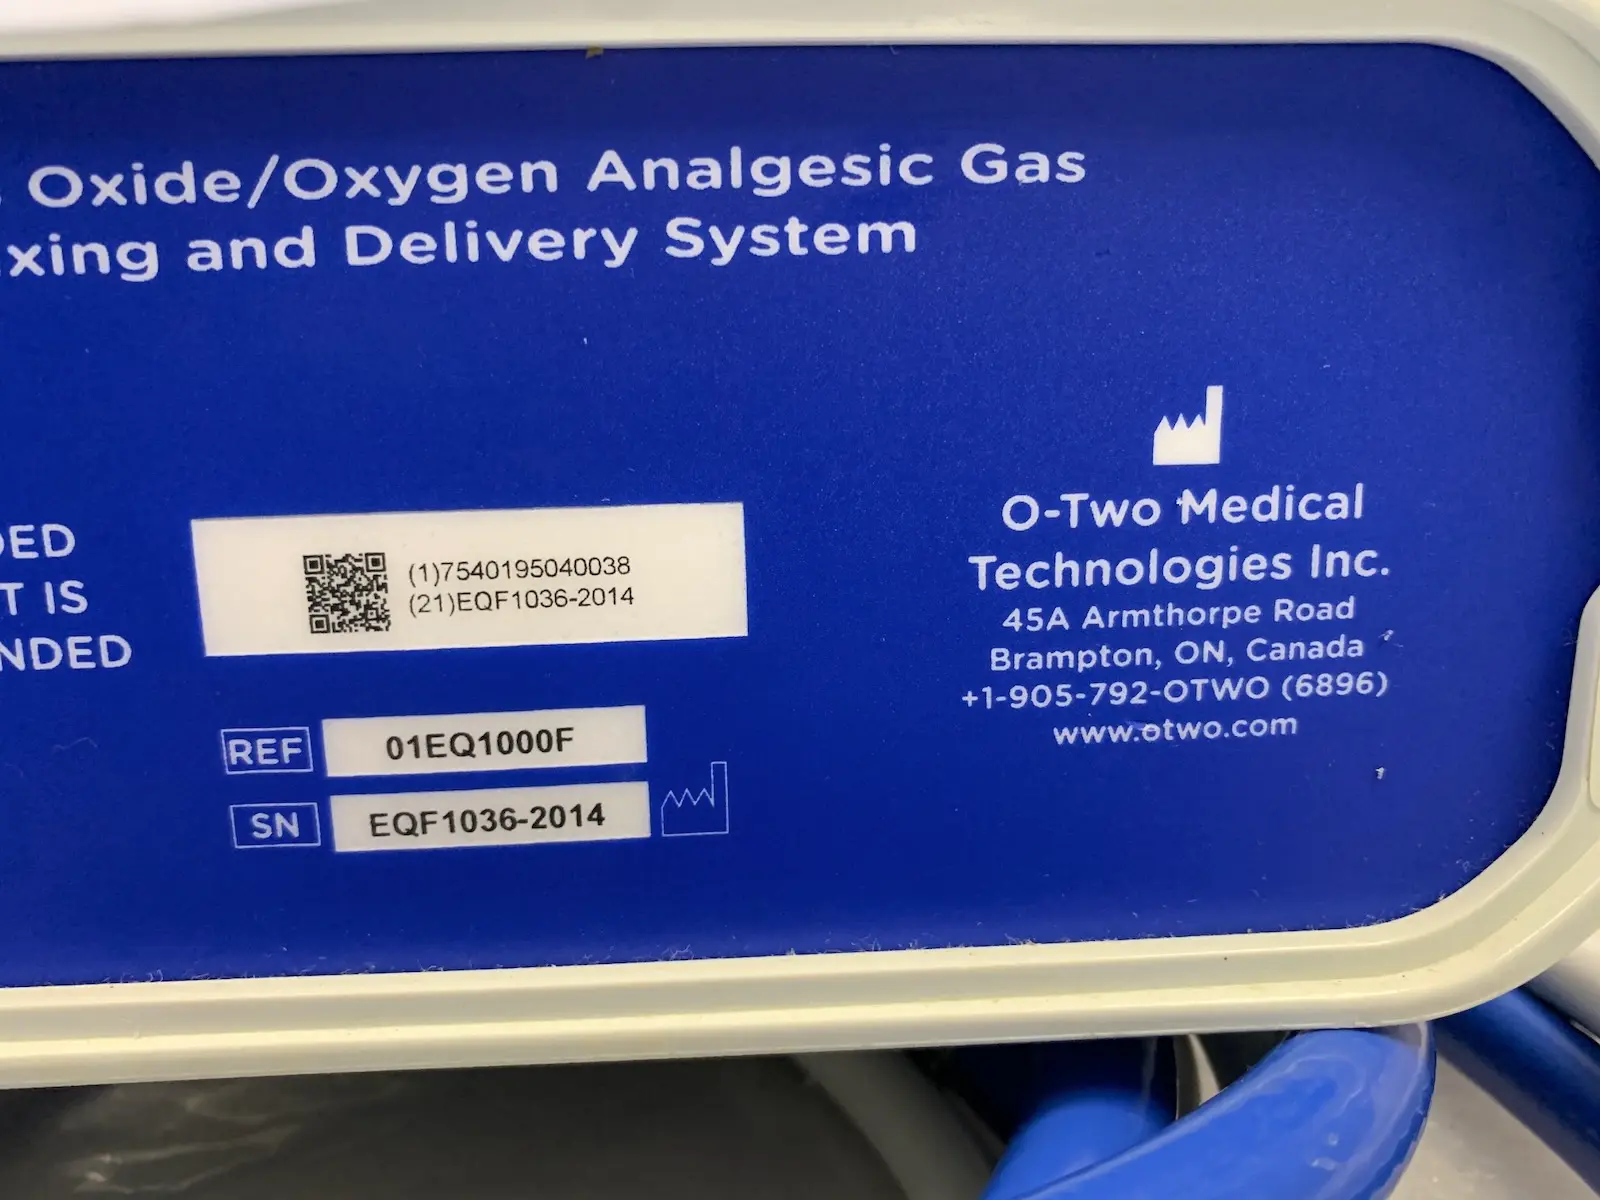 Oxide/Oxygen Analgesic Gas
xing and Delivery System
DED
T IS
NDED
(1)7540195040038
(21)EQF1036-2014
REF 01EQ1000F
SN EQF1036-2014
O-Two Medical
Technologies Inc.
45A Armthorpe Road
Brampton, ON, Canada
+1-905-792-OTWO (6896)
www.otwo.com